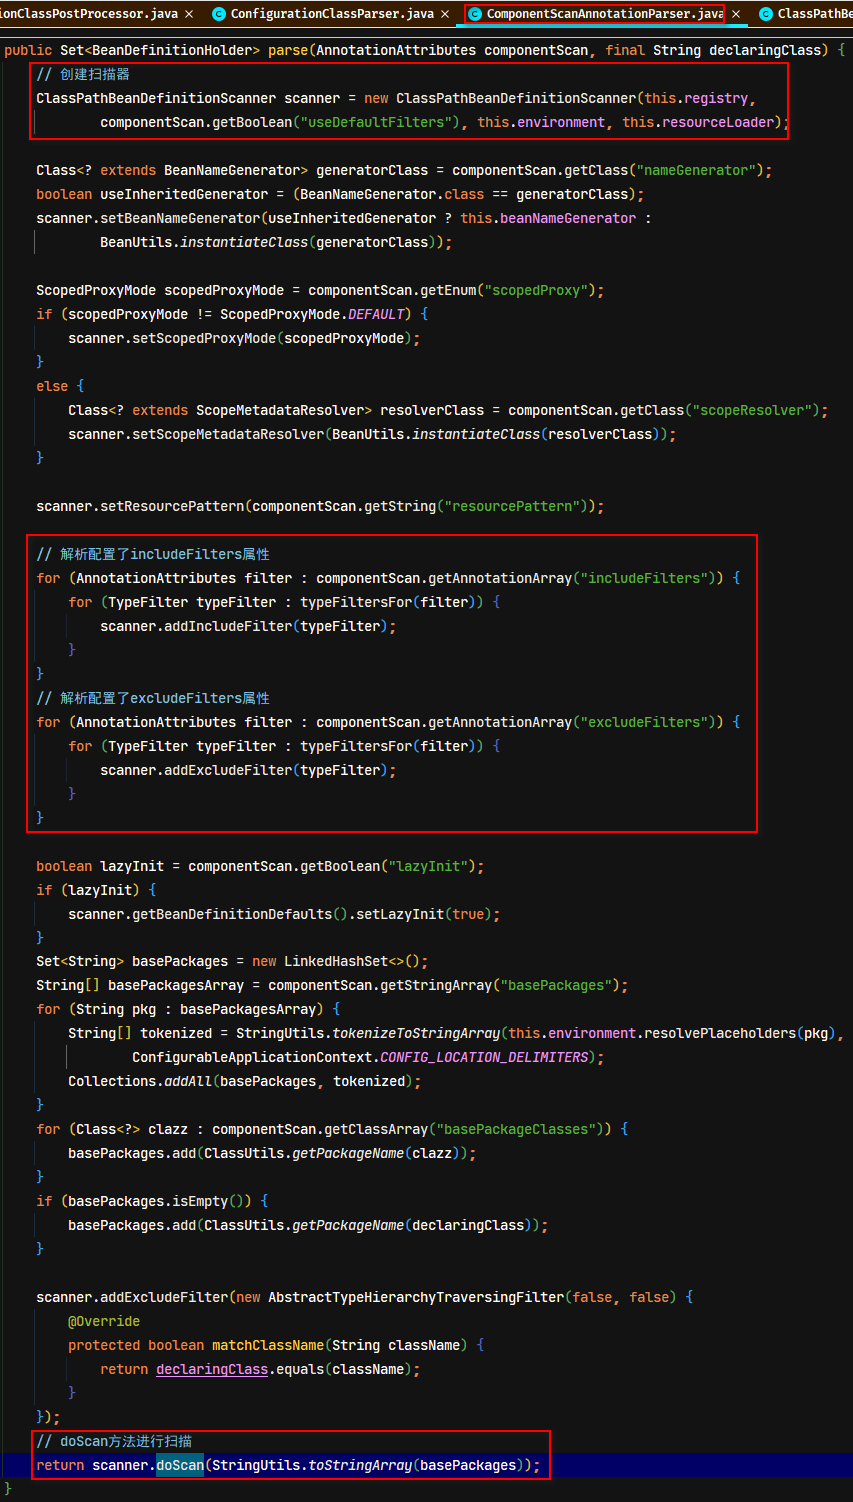 ionClassPostProcessor.java × ConfigurationClassParser.java × ComponentScanAnnotationParser.java × ClassPathBe
public Set<BeanDefinitionHolder> parse(AnnotationAttributes componentScan, final String declaringClass) {
    // 创建扫描器
    ClassPathBeanDefinitionScanner scanner = new ClassPathBeanDefinitionScanner(this.registry,
            componentScan.getBoolean("useDefaultFilters"), this.environment, this.resourceLoader);
    Class<? extends BeanNameGenerator> generatorClass = componentScan.getClass("nameGenerator");
    boolean useInheritedGenerator = (BeanNameGenerator.class == generatorClass);
    scanner.setBeanNameGenerator(useInheritedGenerator ? this.beanNameGenerator :
            BeanUtils.instantiateClass(generatorClass));
    ScopedProxyMode scopedProxyMode = componentScan.getEnum("scopedProxy");
    if (scopedProxyMode != ScopedProxyMode.DEFAULT) {
        scanner.setScopedProxyMode(scopedProxyMode);
    }
    else {
        Class<? extends ScopeMetadataResolver> resolverClass = componentScan.getClass("scopeResolver");
        scanner.setScopeMetadataResolver(BeanUtils.instantiateClass(resolverClass));
    }
    scanner.setResourcePattern(componentScan.getString("resourcePattern"));
    // 解析配置了includeFilters属性
    for (AnnotationAttributes filter : componentScan.getAnnotationArray("includeFilters")) {
        for (TypeFilter typeFilter : typeFiltersFor(filter)) {
            scanner.addIncludeFilter(typeFilter);
        }
    }
    // 解析配置了excludeFilters属性
    for (AnnotationAttributes filter : componentScan.getAnnotationArray("excludeFilters")) {
        for (TypeFilter typeFilter : typeFiltersFor(filter)) {
            scanner.addExcludeFilter(typeFilter);
        }
    }
    boolean lazyInit = componentScan.getBoolean("lazyInit");
    if (lazyInit) {
        scanner.getBeanDefinitionDefaults().setLazyInit(true);
    }
    Set<String> basePackages = new LinkedHashSet<>();
    String[] basePackagesArray = componentScan.getStringArray("basePackages");
    for (String pkg : basePackagesArray) {
        String[] tokenized = StringUtils.tokenizeToStringArray(this.environment.resolvePlaceholders(pkg),
                ConfigurableApplicationContext.CONFIG_LOCATION_DELIMITERS);
        Collections.addAll(basePackages, tokenized);
    }
    for (Class<?> clazz : componentScan.getClassArray("basePackageClasses")) {
        basePackages.add(ClassUtils.getPackageName(clazz));
    }
    if (basePackages.isEmpty()) {
        basePackages.add(ClassUtils.getPackageName(declaringClass));
    }
    scanner.addExcludeFilter(new AbstractTypeHierarchyTraversingFilter(false, false) {
        @Override
        protected boolean matchClassName(String className) {
            return declaringClass.equals(className);
        }
    });
    // doScan方法进行扫描
    return scanner.doScan(StringUtils.toStringArray(basePackages));
}